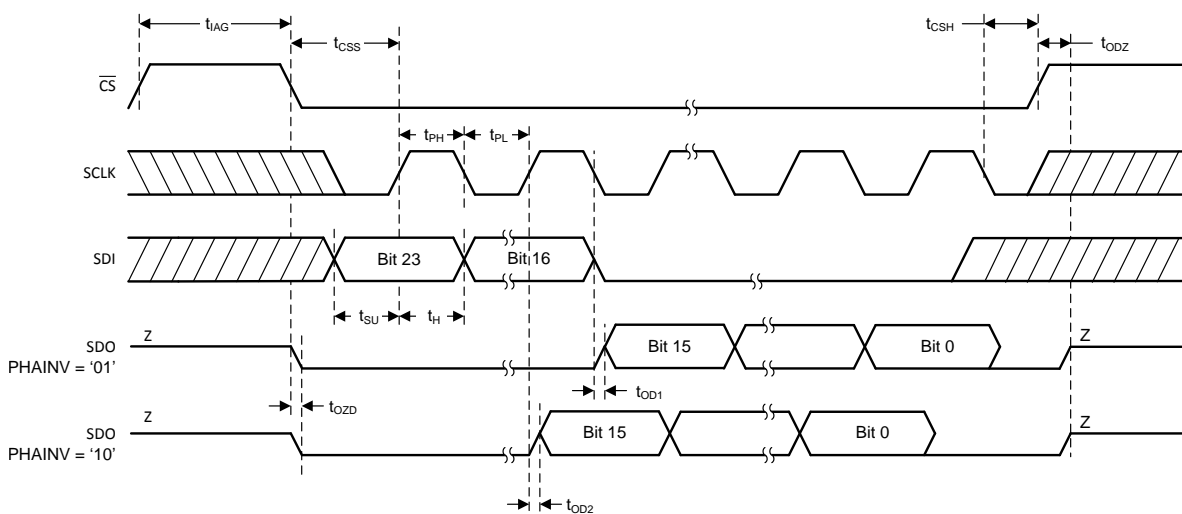 tIAG
tCSS
tCSH
tODZ
CS
tPH
tPL
SCLK
SDI
Bit 23
Bit 16
tSU
tH
Z
SDO
PHAINV = '01'
Bit 15
Bit 0
Z
tOZD
tOD1
Z
SDO
PHAINV = '10'
Bit 15
Bit 0
Z
tOD2